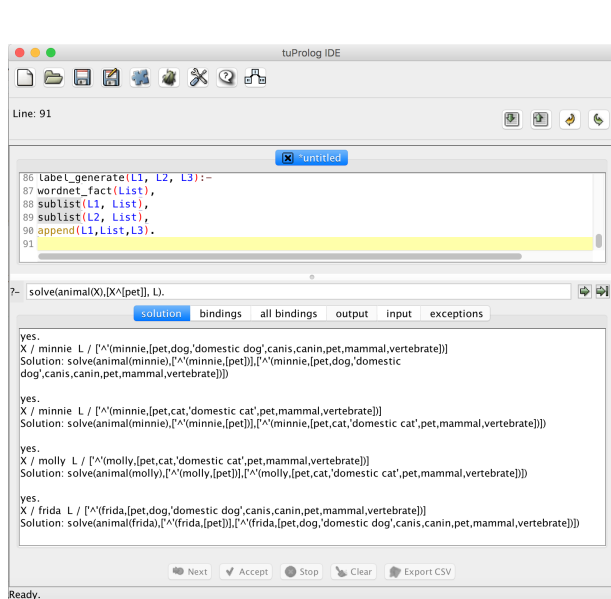 tuProlog IDE
Line: 91
*untitled
86 label_generate(L1, L2, L3):-
87 wordnet_fact(List),
88 sublist(L1, List),
89 sublist(L2, List),
90 append(L1,List,L3).
91
?- solve(animal(X),[X^[pet]], L).
solution bindings all bindings output input exceptions
yes.
X / minnie L / ['^'(minnie,[pet,dog,'domestic dog',canis,canin,pet,mammal,vertebrate])]
Solution: solve(animal(minnie),['^'(minnie,[pet])],['^'(minnie,[pet,dog,'domestic
dog',canis,canin,pet,mammal,vertebrate])])
yes.
X / minnie L / ['^'(minnie,[pet,cat,'domestic cat',pet,mammal,vertebrate])]
Solution: solve(animal(minnie),['^'(minnie,[pet])],['^'(minnie,[pet,cat,'domestic cat',pet,mammal,vertebrate])])
yes.
X / molly L / ['^'(molly,[pet,cat,'domestic cat',pet,mammal,vertebrate])]
Solution: solve(animal(molly),['^'(molly,[pet])],['^'(molly,[pet,cat,'domestic cat',pet,mammal,vertebrate])])
yes.
X / frida L / ['^'(frida,[pet,dog,'domestic dog',canis,canin,pet,mammal,vertebrate])]
Solution: solve(animal(frida),['^'(frida,[pet])],['^'(frida,[pet,dog,'domestic dog',canis,canin,pet,mammal,vertebrate])])
Next Accept Stop Clear Export CSV
Ready.